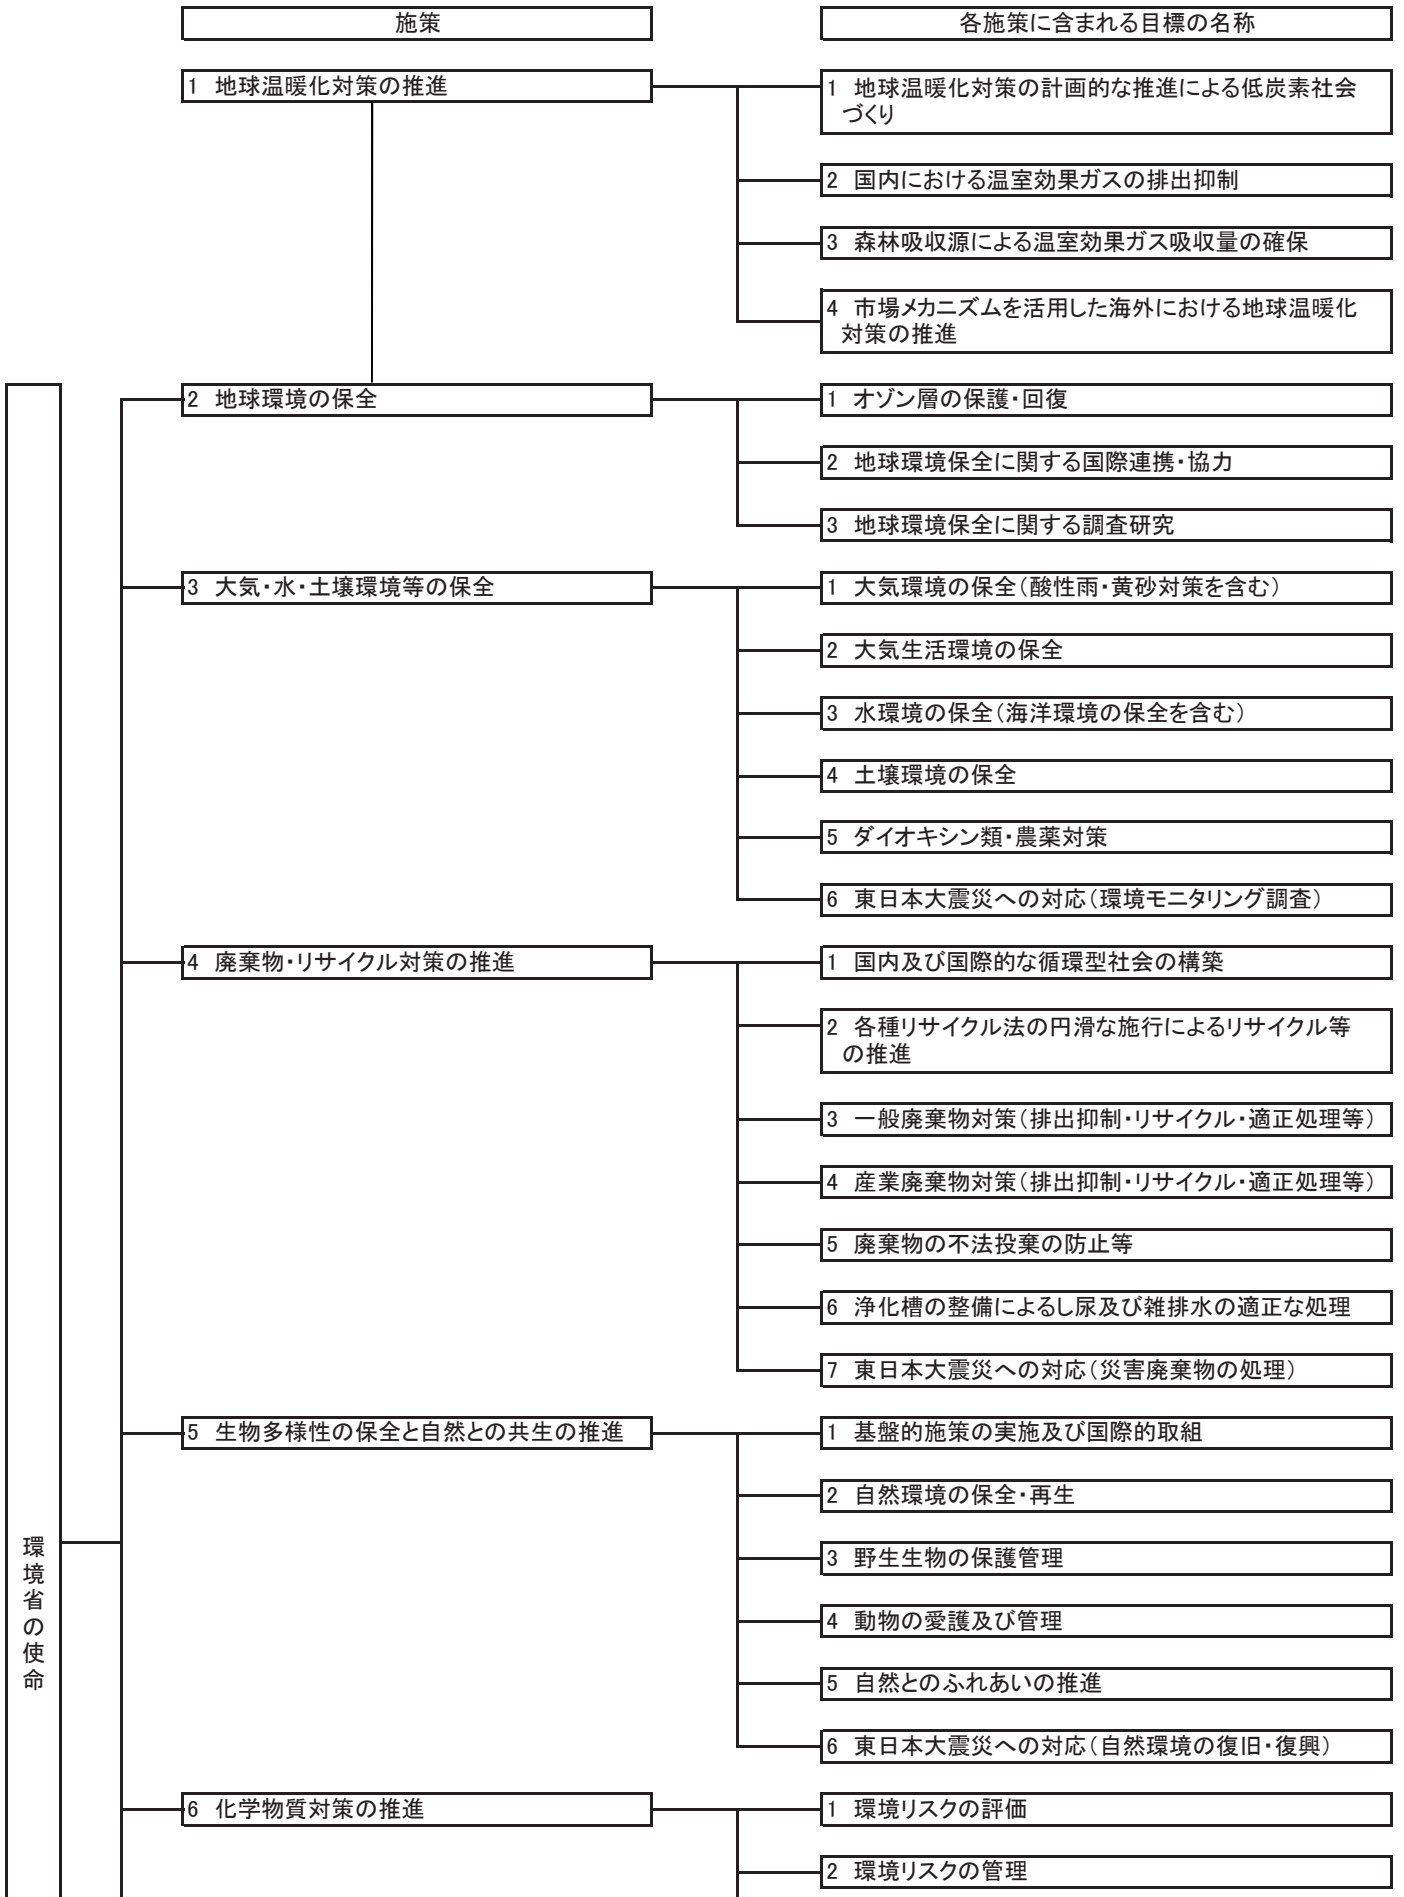 施策
各施策に含まれる目標の名称
1 地球温暖化対策の推進
1 地球温暖化対策の計画的な推進による低炭素社会
づくり
2 国内における温室効果ガスの排出抑制
3 森林吸収源による温室効果ガス吸収量の確保
4 市場メカニズムを活用した海外における地球温暖化
対策の推進
2 地球環境の保全
1 オゾン層の保護・回復
2 地球環境保全に関する国際連携・協力
3 地球環境保全に関する調査研究
3 大気・水・土壌環境等の保全
1 大気環境の保全(酸性雨・黄砂対策を含む)
2 大気生活環境の保全
3 水環境の保全(海洋環境の保全を含む)
4 土壌環境の保全
5 ダイオキシン類・農薬対策
6 東日本大震災への対応(環境モニタリング調査)
4 廃棄物・リサイクル対策の推進
1 国内及び国際的な循環型社会の構築
2 各種リサイクル法の円滑な施行によるリサイクル等
の推進
3 一般廃棄物対策(排出抑制・リサイクル・適正処理等)
4 産業廃棄物対策(排出抑制・リサイクル・適正処理等)
5 廃棄物の不法投棄の防止等
6 浄化槽の整備によるし尿及び雑排水の適正な処理
7 東日本大震災への対応(災害廃棄物の処理)
5 生物多様性の保全と自然との共生の推進
1 基盤的施策の実施及び国際的取組
2 自然環境の保全・再生
3 野生生物の保護管理
4 動物の愛護及び管理
5 自然とのふれあいの推進
6 東日本大震災への対応(自然環境の復旧・復興)
環境省の使命
6 化学物質対策の推進
1 環境リスクの評価
2 環境リスクの管理